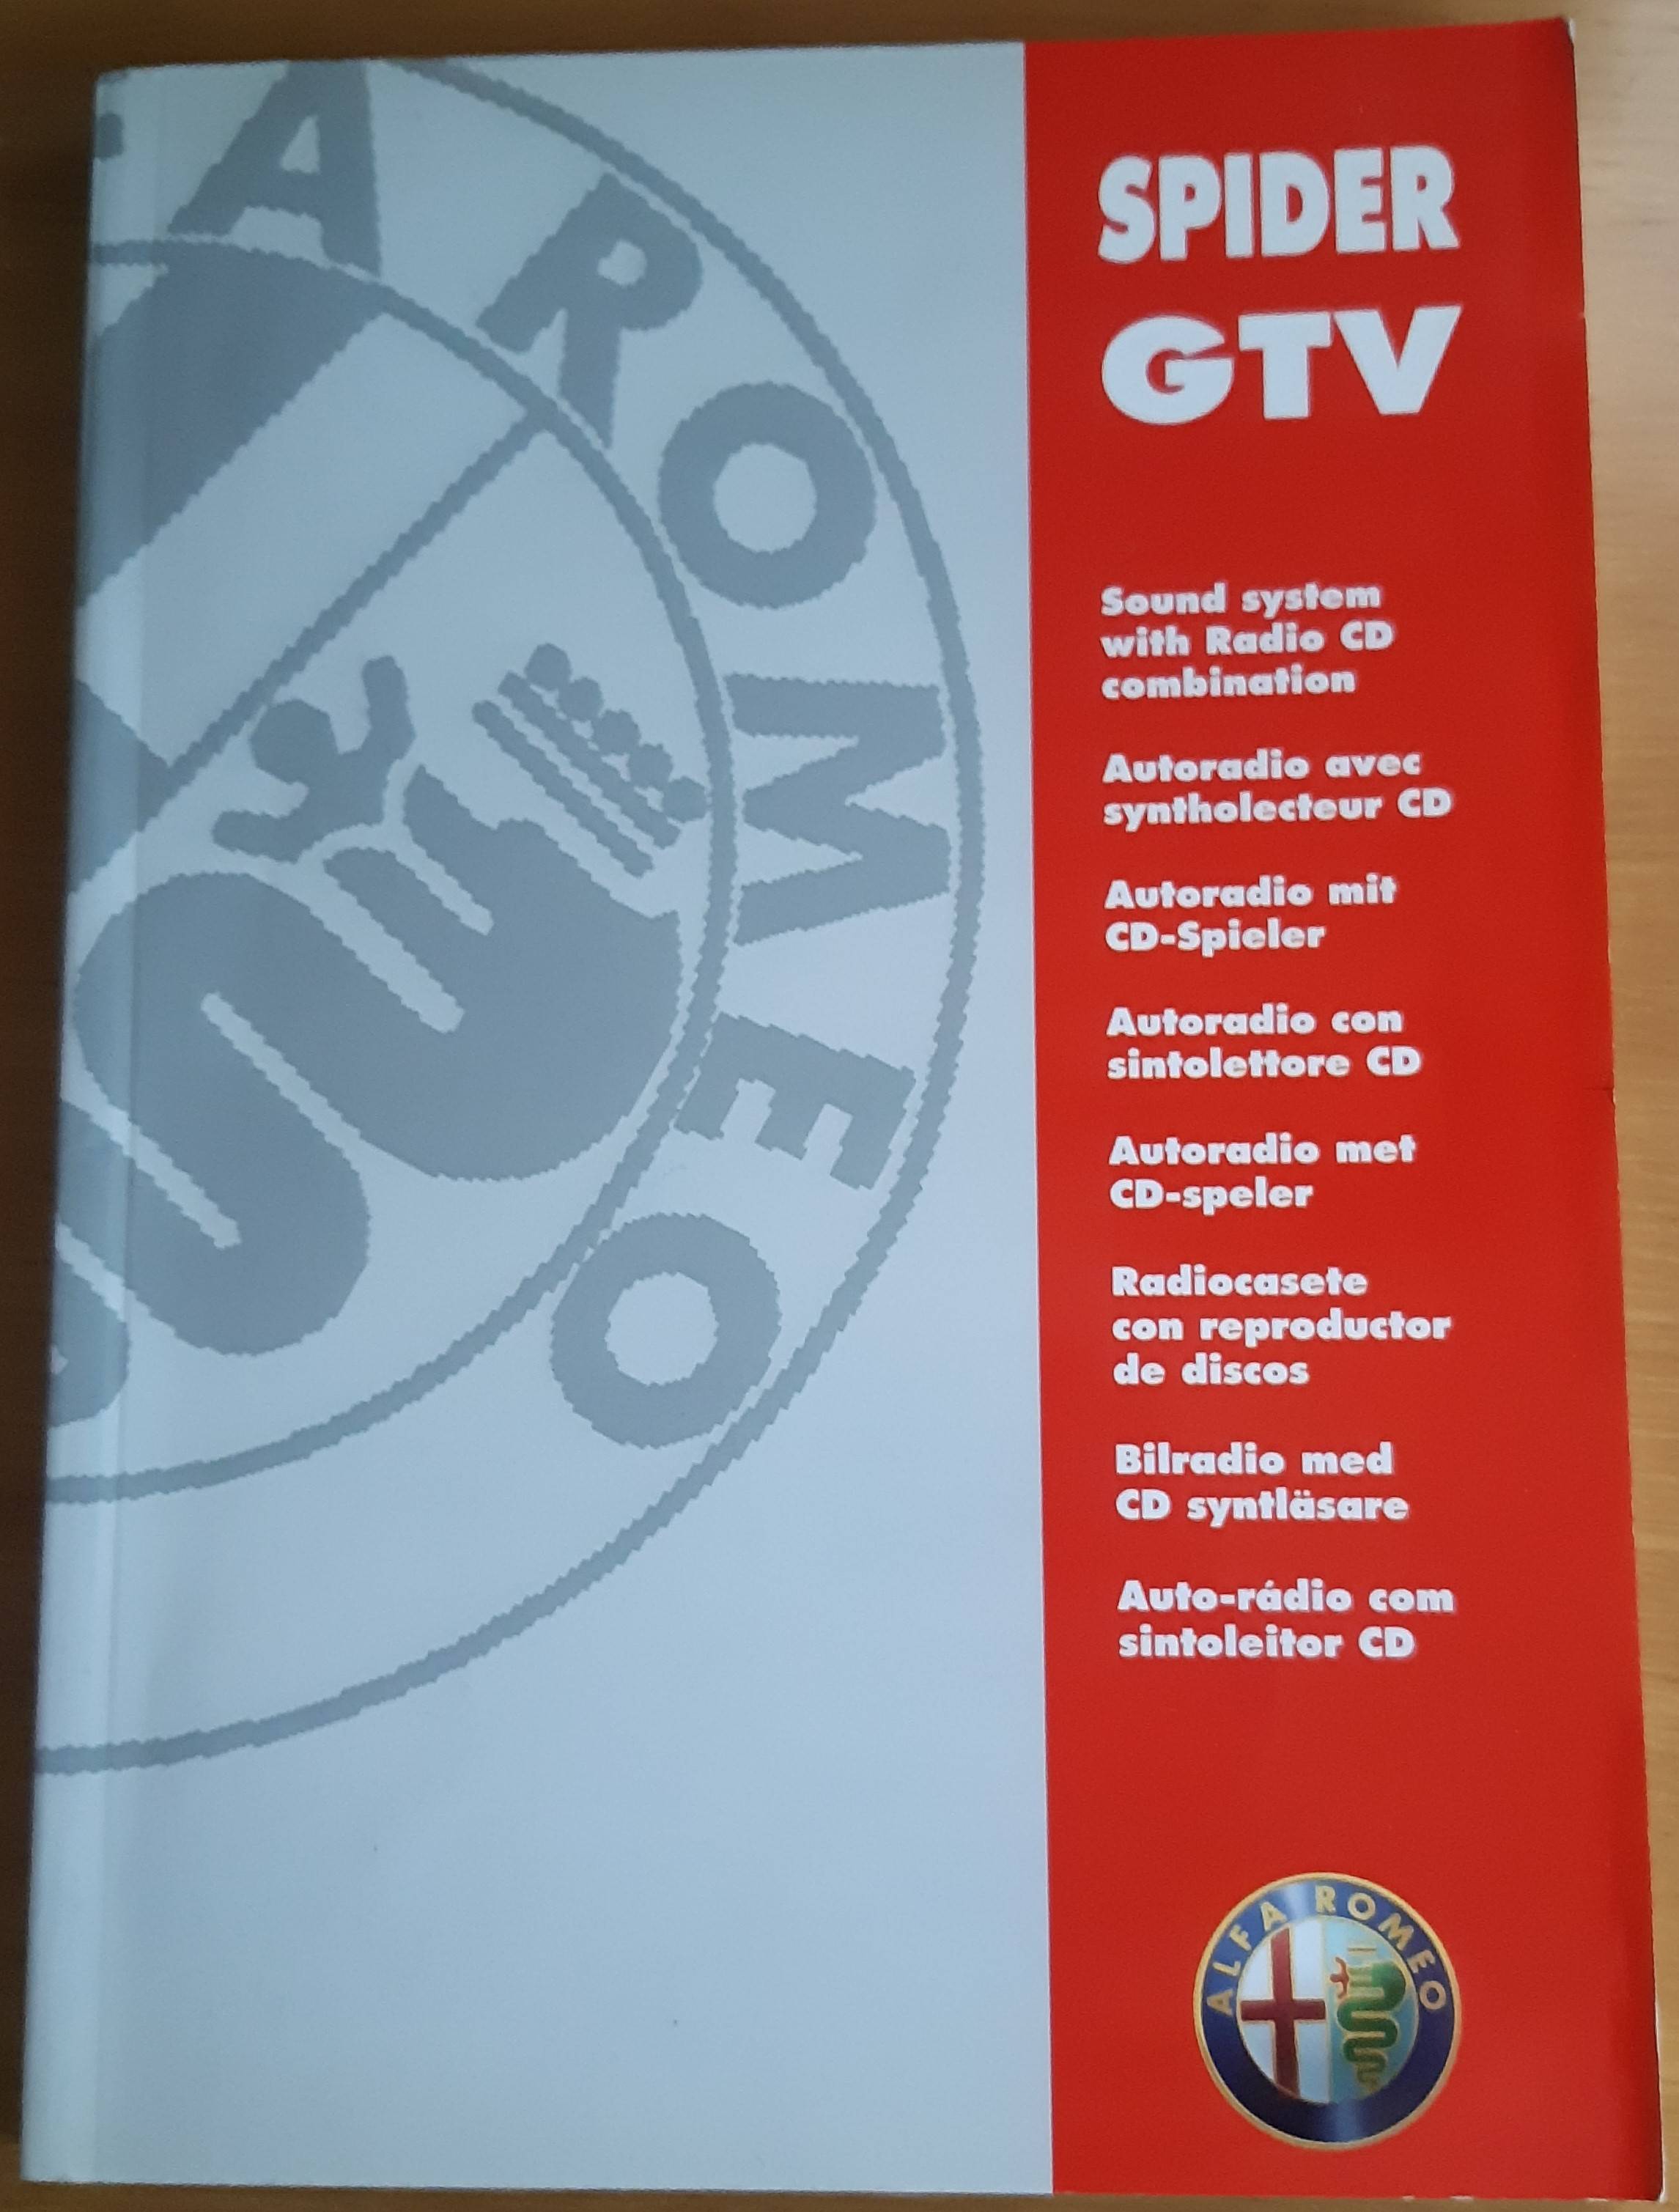 A ROMEO
SPIDER
GTV
Sound system
with Radio CD
combination
Autoradio avec
syntholecteur CD
Autoradio mit
CD-Spieler
Autoradio con
sintolettore CD
Autoradio met
CD-speler
Radiocasete
con reproductor
de discos
Bilradio med
CD syntläsare
Auto-rádio com
sintoleitor CD
ALFA ROMEO